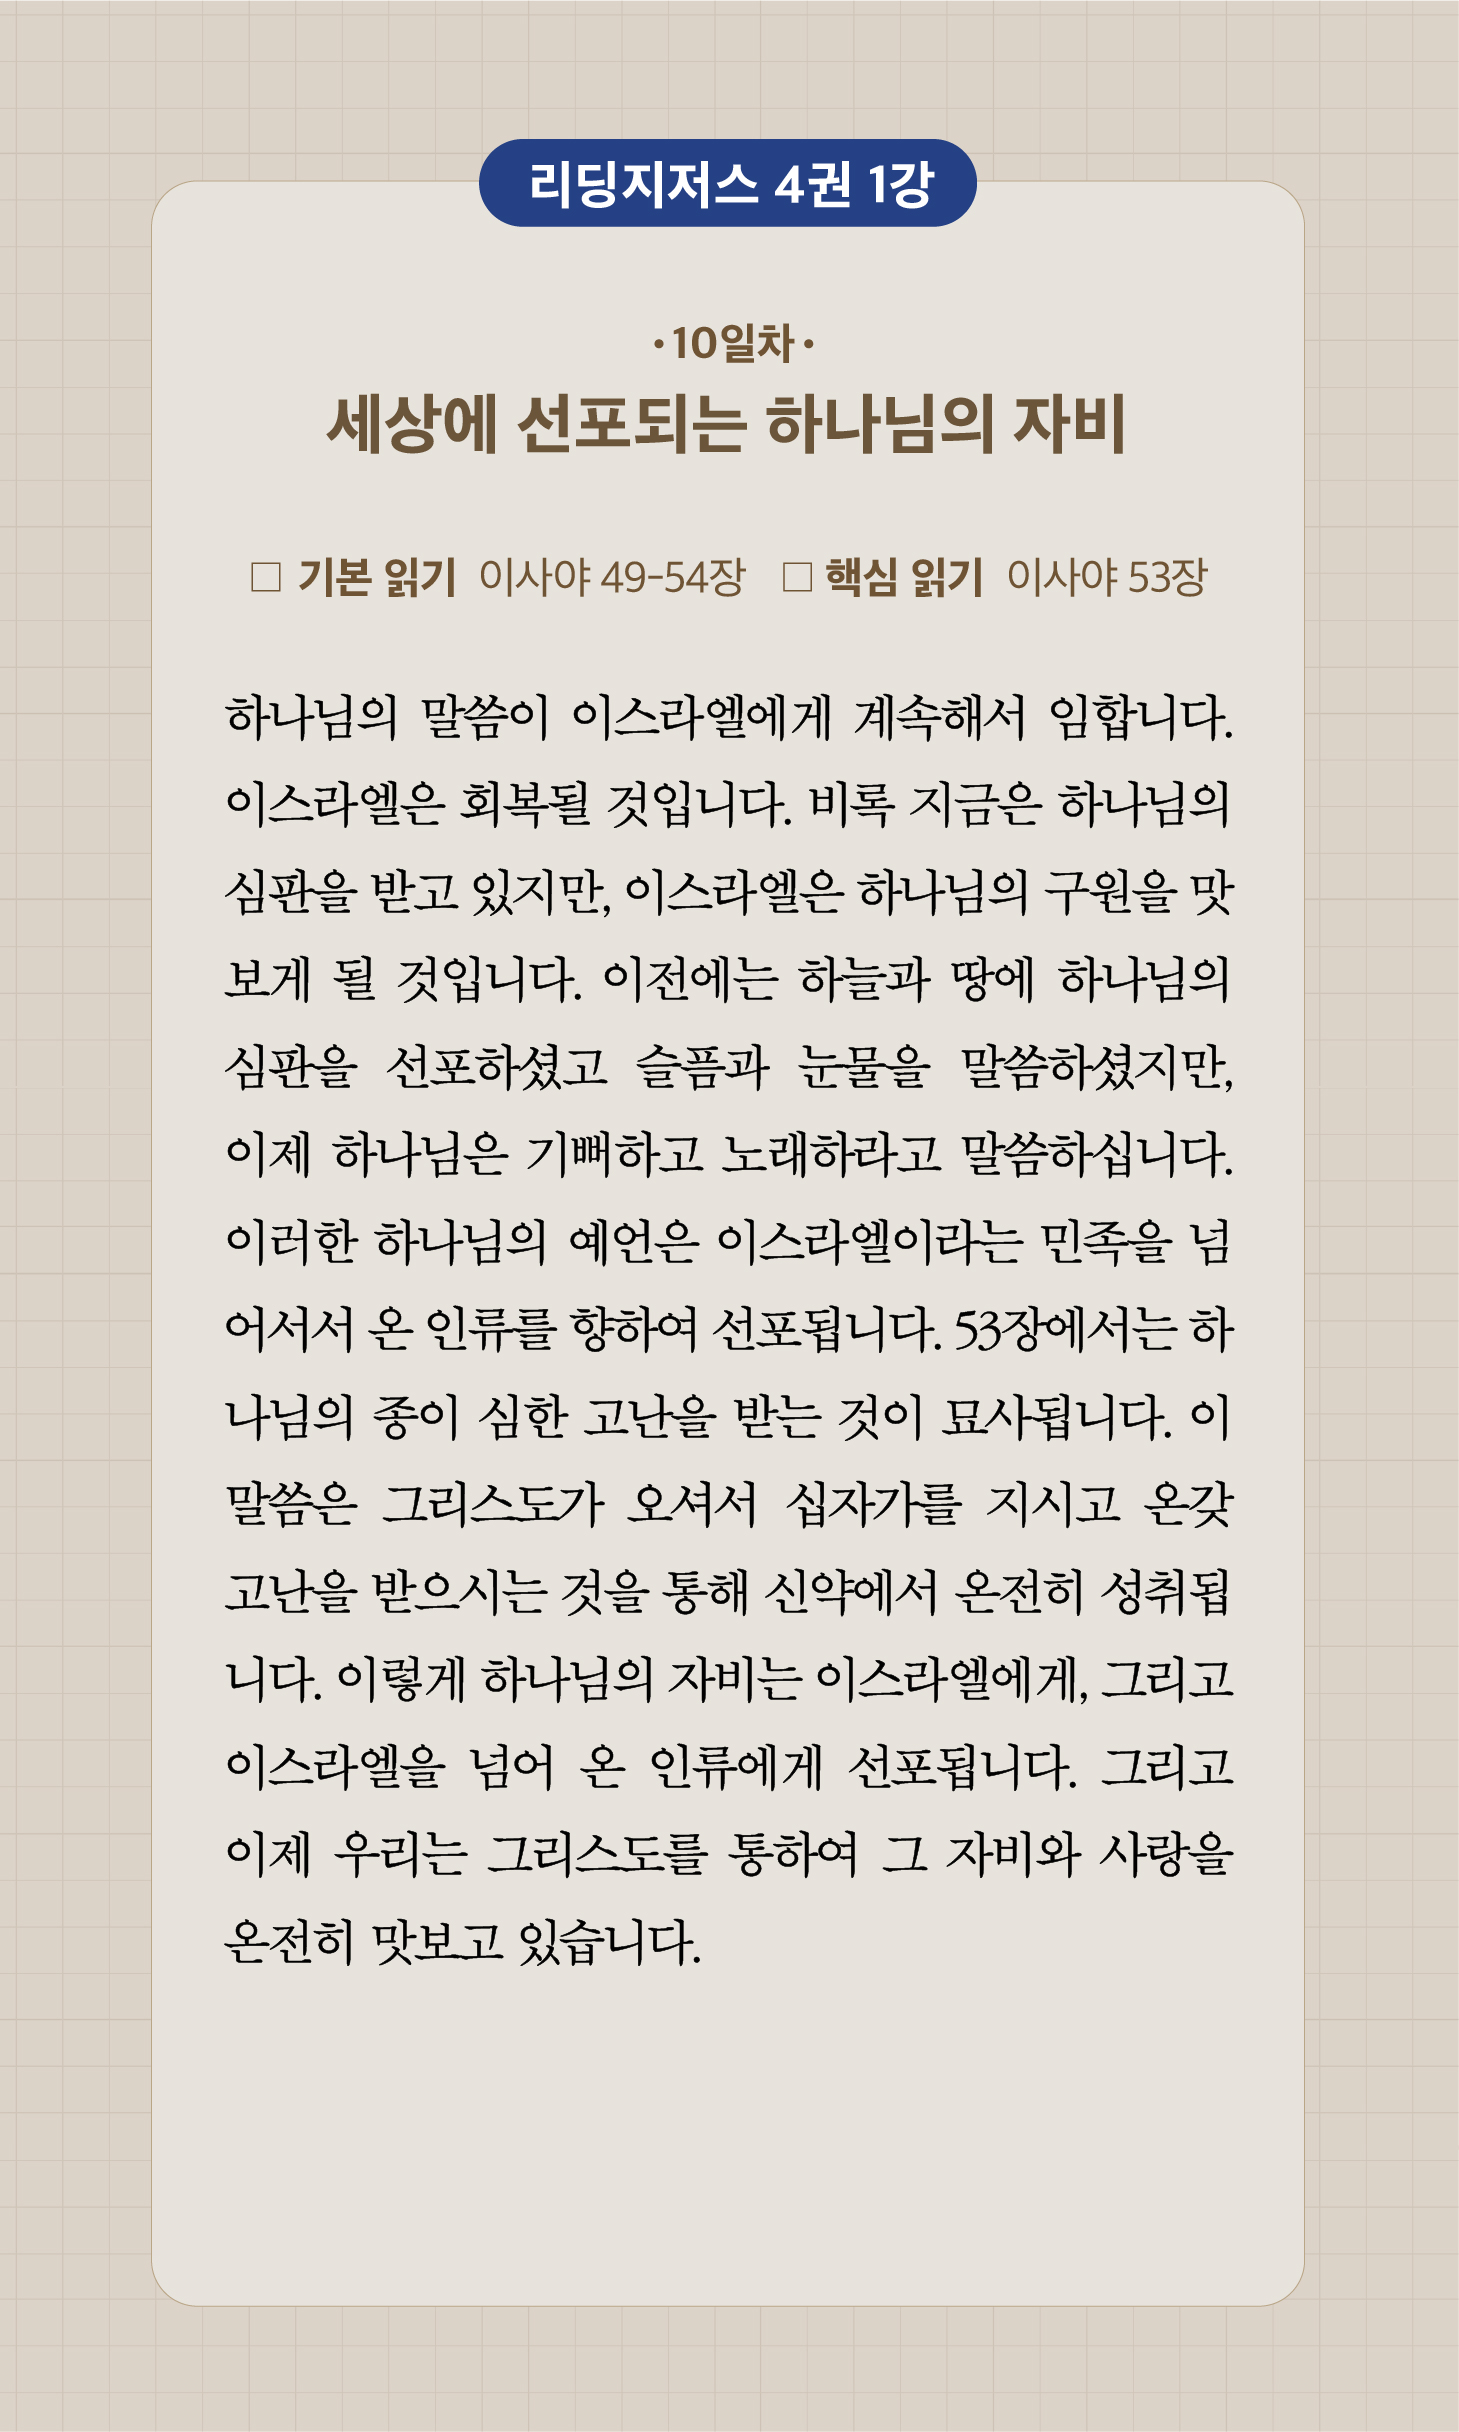 리딩지저스 4권 1강
·10일차·
세상에 선포되는 하나님의 자비
□ 기본 읽기 이사야 49-54장 □ 핵심 읽기 이사야 53장
하나님의 말씀이 이스라엘에게 계속해서 임합니다.
이스라엘은 회복될 것입니다. 비록 지금은 하나님의
심판을 받고 있지만, 이스라엘은 하나님의 구원을 맛
보게 될 것입니다. 이전에는 하늘과 땅에 하나님의
심판을 선포하셨고 슬픔과 눈물을 말씀하셨지만,
이제 하나님은 기뻐하고 노래하라고 말씀하십니다.
이러한 하나님의 예언은 이스라엘이라는 민족을 넘
어서서 온 인류를 향하여 선포됩니다. 53장에서는 하
나님의 종이 심한 고난을 받는 것이 묘사됩니다. 이
말씀은 그리스도가 오셔서 십자가를 지시고 온갖
고난을 받으시는 것을 통해 신약에서 온전히 성취됩
니다. 이렇게 하나님의 자비는 이스라엘에게, 그리고
이스라엘을 넘어 온 인류에게 선포됩니다. 그리고
이제 우리는 그리스도를 통하여 그 자비와 사랑을
온전히 맛보고 있습니다.